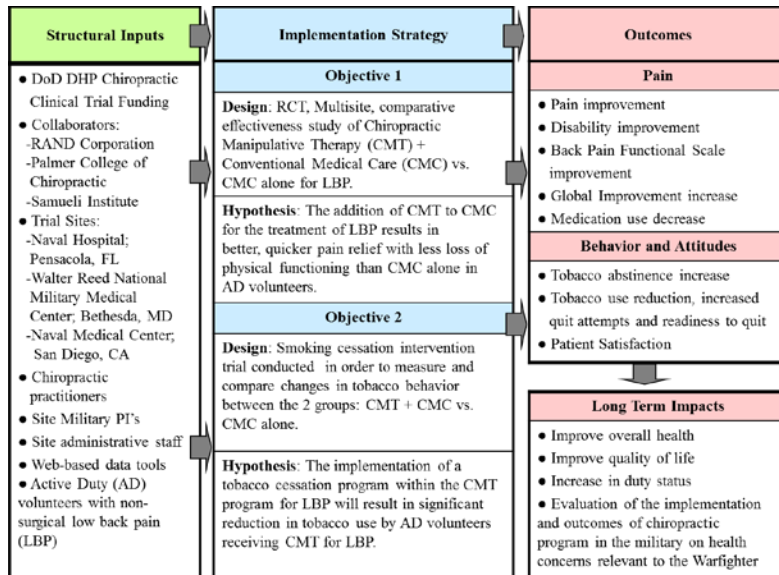 Structural Inputs
● DoD DHP Chiropractic
Clinical Trial Funding
● Collaborators:
-RAND Corporation
-Palmer College of
Chiropractic
-Samueli Institute
● Trial Sites:
-Naval Hospital;
Pensacola, FL
-Walter Reed National
Military Medical
Center; Bethesda, MD
-Naval Medical Center;
San Diego, CA
● Chiropractic
practitioners
● Site Military PI's
● Site administrative staff
● Web-based data tools
● Active Duty (AD)
volunteers with non-
surgical low back pain
(LBP)
Implementation Strategy
Objective 1
Design: RCT, Multisite, comparative
effectiveness study of Chiropractic
Manipulative Therapy (CMT) +
Conventional Medical Care (CMC) vs.
CMC alone for LBP.
Hypothesis: The addition of CMT to CMC
for the treatment of LBP results in
better, quicker pain relief with less loss of
physical functioning than CMC alone in
AD volunteers.
Objective 2
Design: Smoking cessation intervention
trial conducted in order to measure and
compare changes in tobacco behavior
between the 2 groups: CMT + CMC vs.
CMC alone.
Hypothesis: The implementation of a
tobacco cessation program within the CMT
program for LBP will result in significant
reduction in tobacco use by AD volunteers
receiving CMT for LBP.
Outcomes
Pain
● Pain improvement
● Disability improvement
● Back Pain Functional Scale
improvement
● Global Improvement increase
● Medication use decrease
Behavior and Attitudes
● Tobacco abstinence increase
● Tobacco use reduction, increased
quit attempts and readiness to quit
● Patient Satisfaction
Long Term Impacts
● Improve overall health
● Improve quality of life
● Increase in duty status
● Evaluation of the implementation
and outcomes of chiropractic
program in the military on health
concerns relevant to the Warfighter